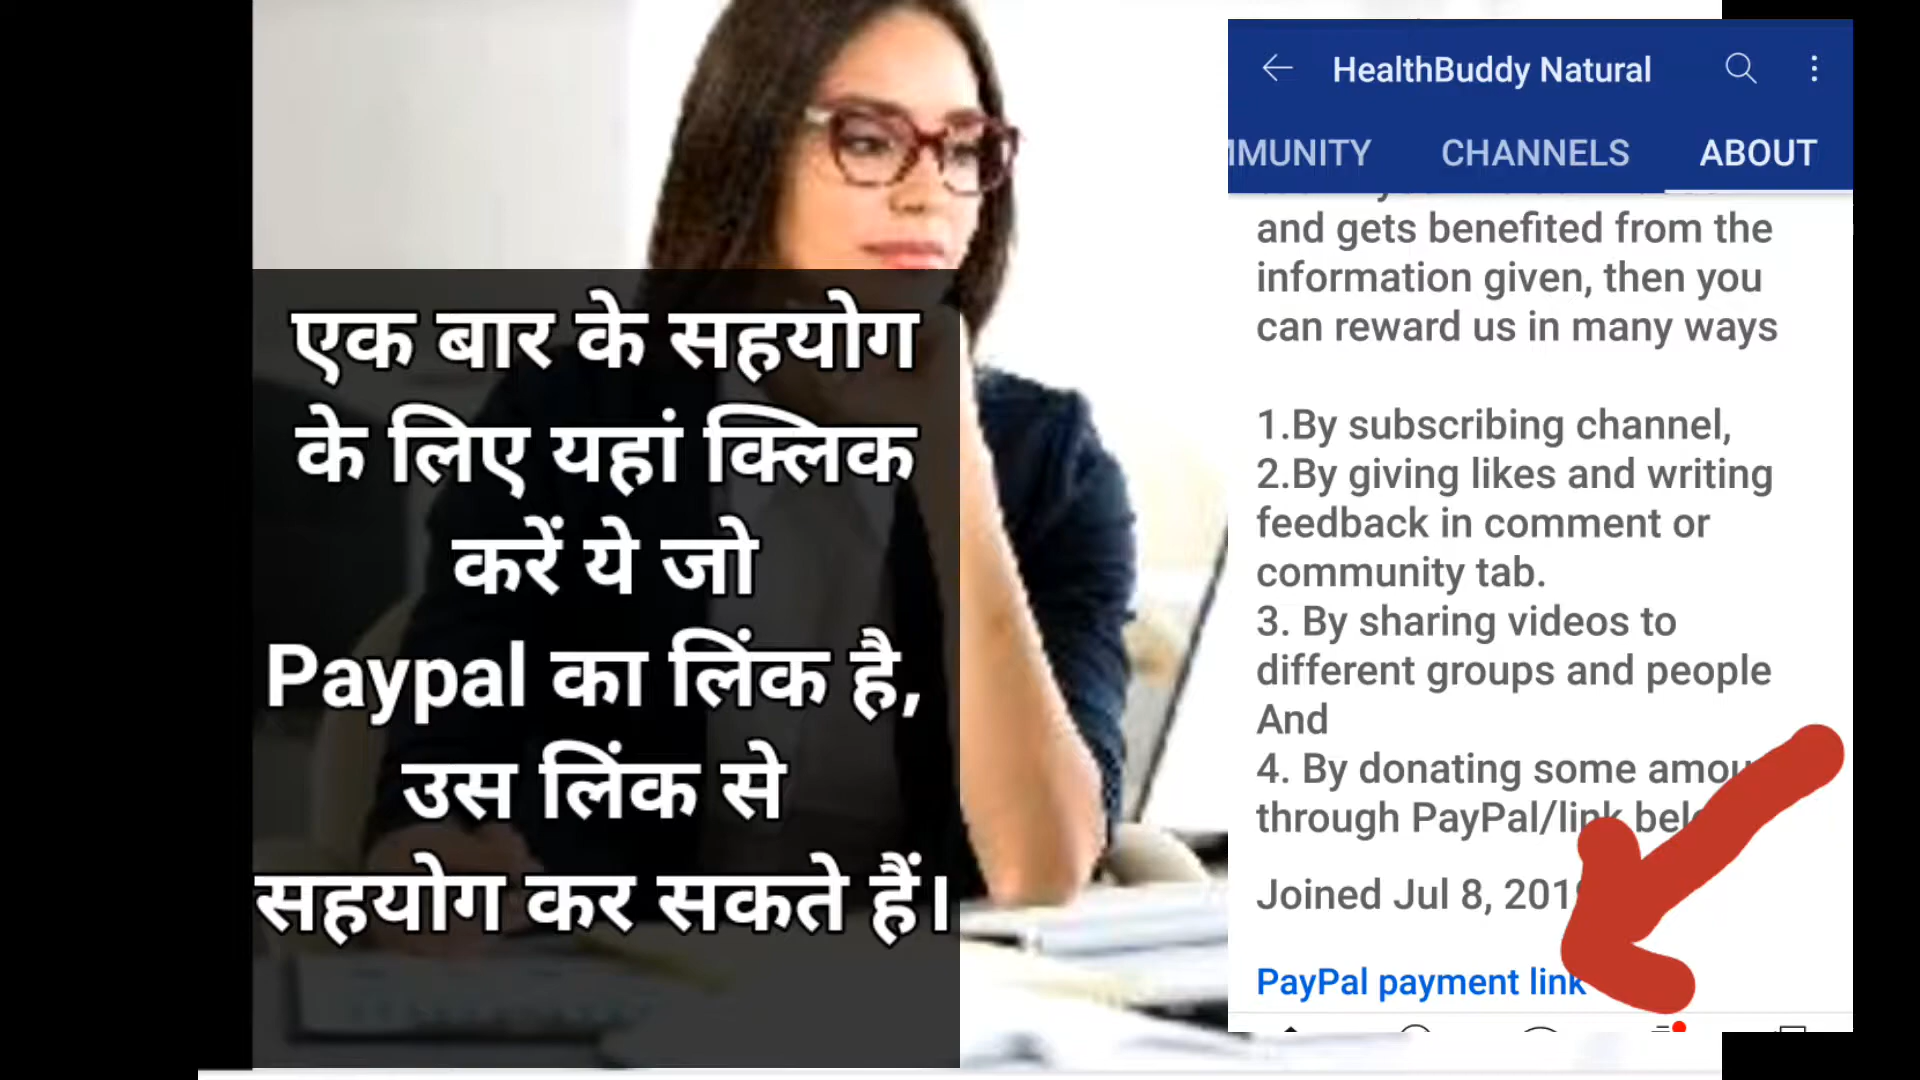 एक बार के सहयोग
के लिए यहां क्लिक
करें ये जो
Paypal का लिंक है,
उस लिंक से
सहयोग कर सकते हैं।
HealthBuddy Natural
CHANNELS
ABOUT
and gets benefited from the
information given, then you
can reward us in many ways
1.By subscribing channel,
2.By giving likes and writing
feedback in comment or
community tab.
3. By sharing videos to
different groups and people
And
4. By donating some
through PayPal/link
Joined Jul 8,
PayPal payment link